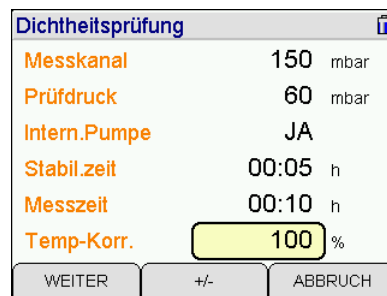 Dichtheitsprüfung
Messkanal 150 mbar
Prüfdruck 60 mbar
Intern.Pumpe JA
Stabil.zeit 00:05 h
Messzeit 00:10 h
Temp-Korr. 100 %
WEITER +/- ABBRUCH